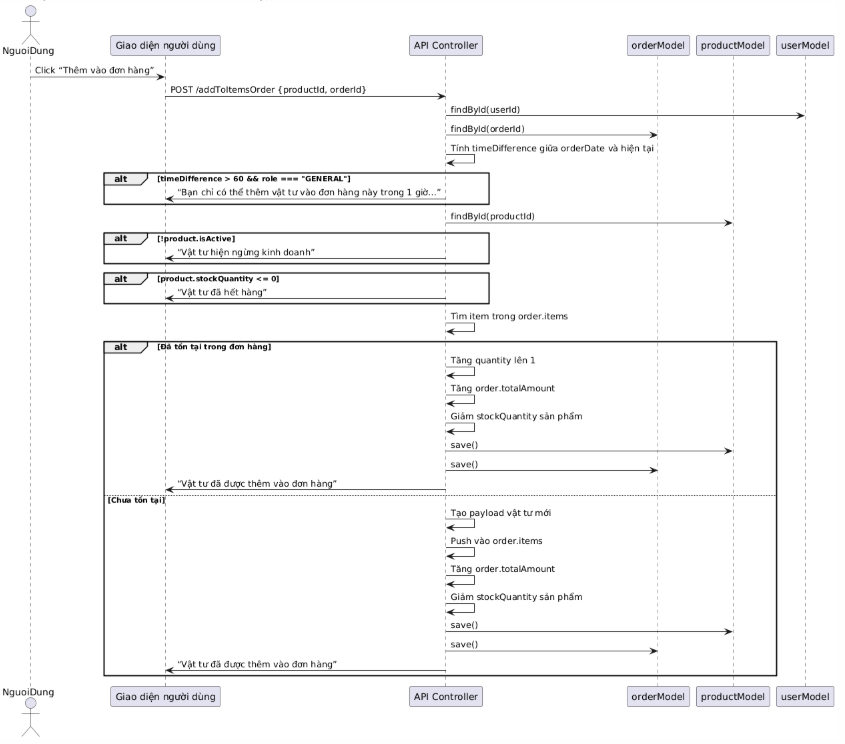 NguoiDung
Giao diện người dùng
API Controller
orderModel
productModel
userModel
Click “Thêm vào đơn hàng”
POST /addToItemsOrder {productId, orderId}
findById(userId)
findById(orderId)
Tính timeDifference giữa orderDate và hiện tại
alt [timeDifference > 60 && role === "GENERAL"]
“Bạn chỉ có thể thêm vật tư vào đơn hàng này trong 1 giờ...”
findById(productId)
alt [!product.isActive]
“Vật tư hiện ngừng kinh doanh”
alt [product.stockQuantity <= 0]
“Vật tư đã hết hàng”
Tìm item trong order.items
alt [Đã tồn tại trong đơn hàng]
Tăng quantity lên 1
Tăng order.totalAmount
Giảm stockQuantity sản phẩm
save()
save()
“Vật tư đã được thêm vào đơn hàng”
[Chưa tồn tại]
Tạo payload vật tư mới
Push vào order.items
Tăng order.totalAmount
Giảm stockQuantity sản phẩm
save()
save()
“Vật tư đã được thêm vào đơn hàng”
NguoiDung
Giao diện người dùng
API Controller
orderModel
productModel
userModel